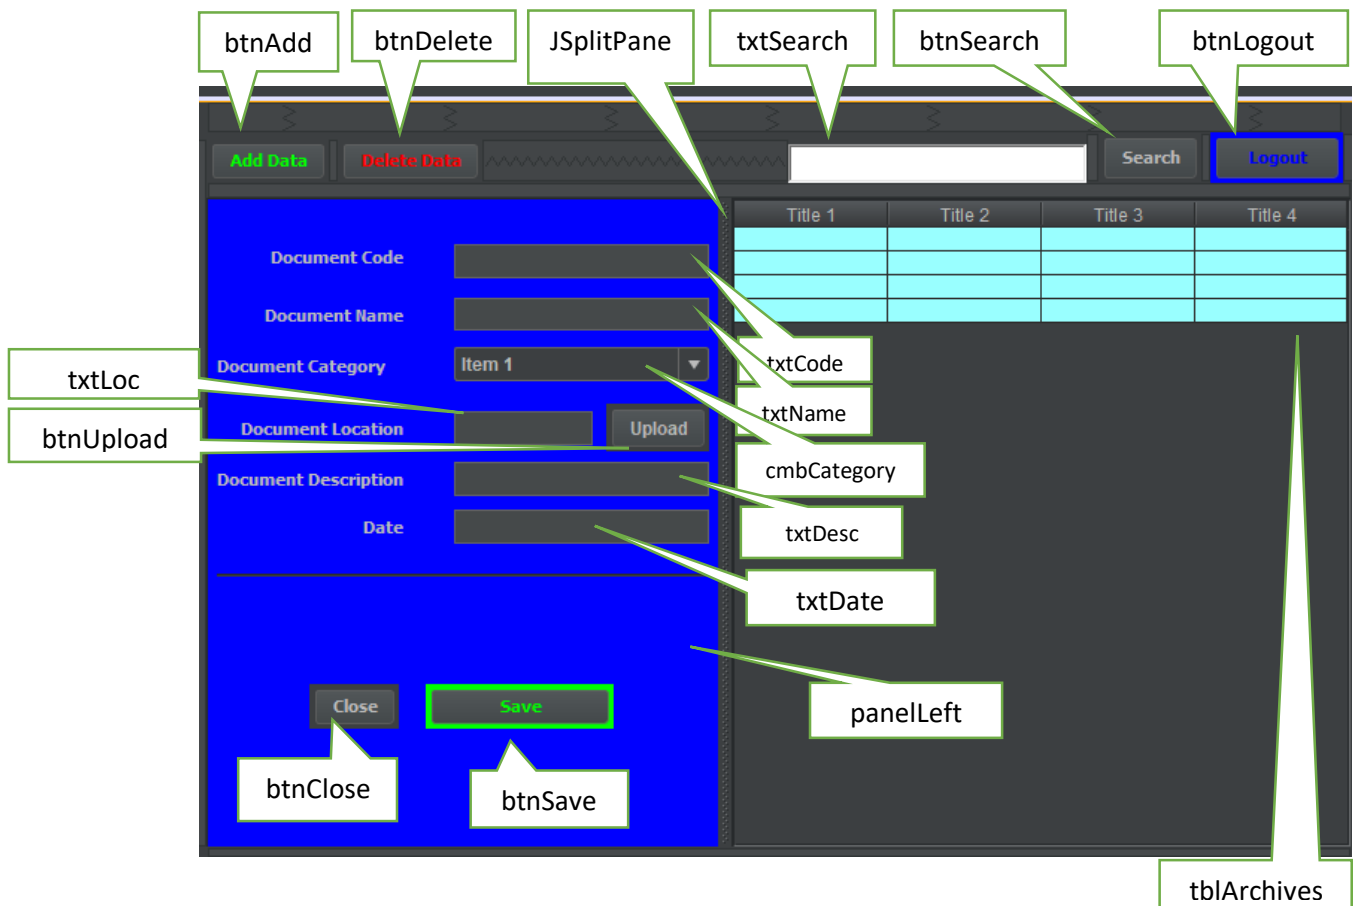 btnAdd
btnDelete
JSplitPane
txtSearch
btnSearch
btnLogout
Add Data
Delete Data
Search
Logout
Title 1
Title 2
Title 3
Title 4
Document Code
Document Name
Document Category
Item 1
Document Location
Upload
Document Description
Date
txtLoc
btnUpload
txtCode
txtName
cmbCategory
txtDesc
txtDate
panelLeft
Close
Save
btnClose
btnSave
tblArchives